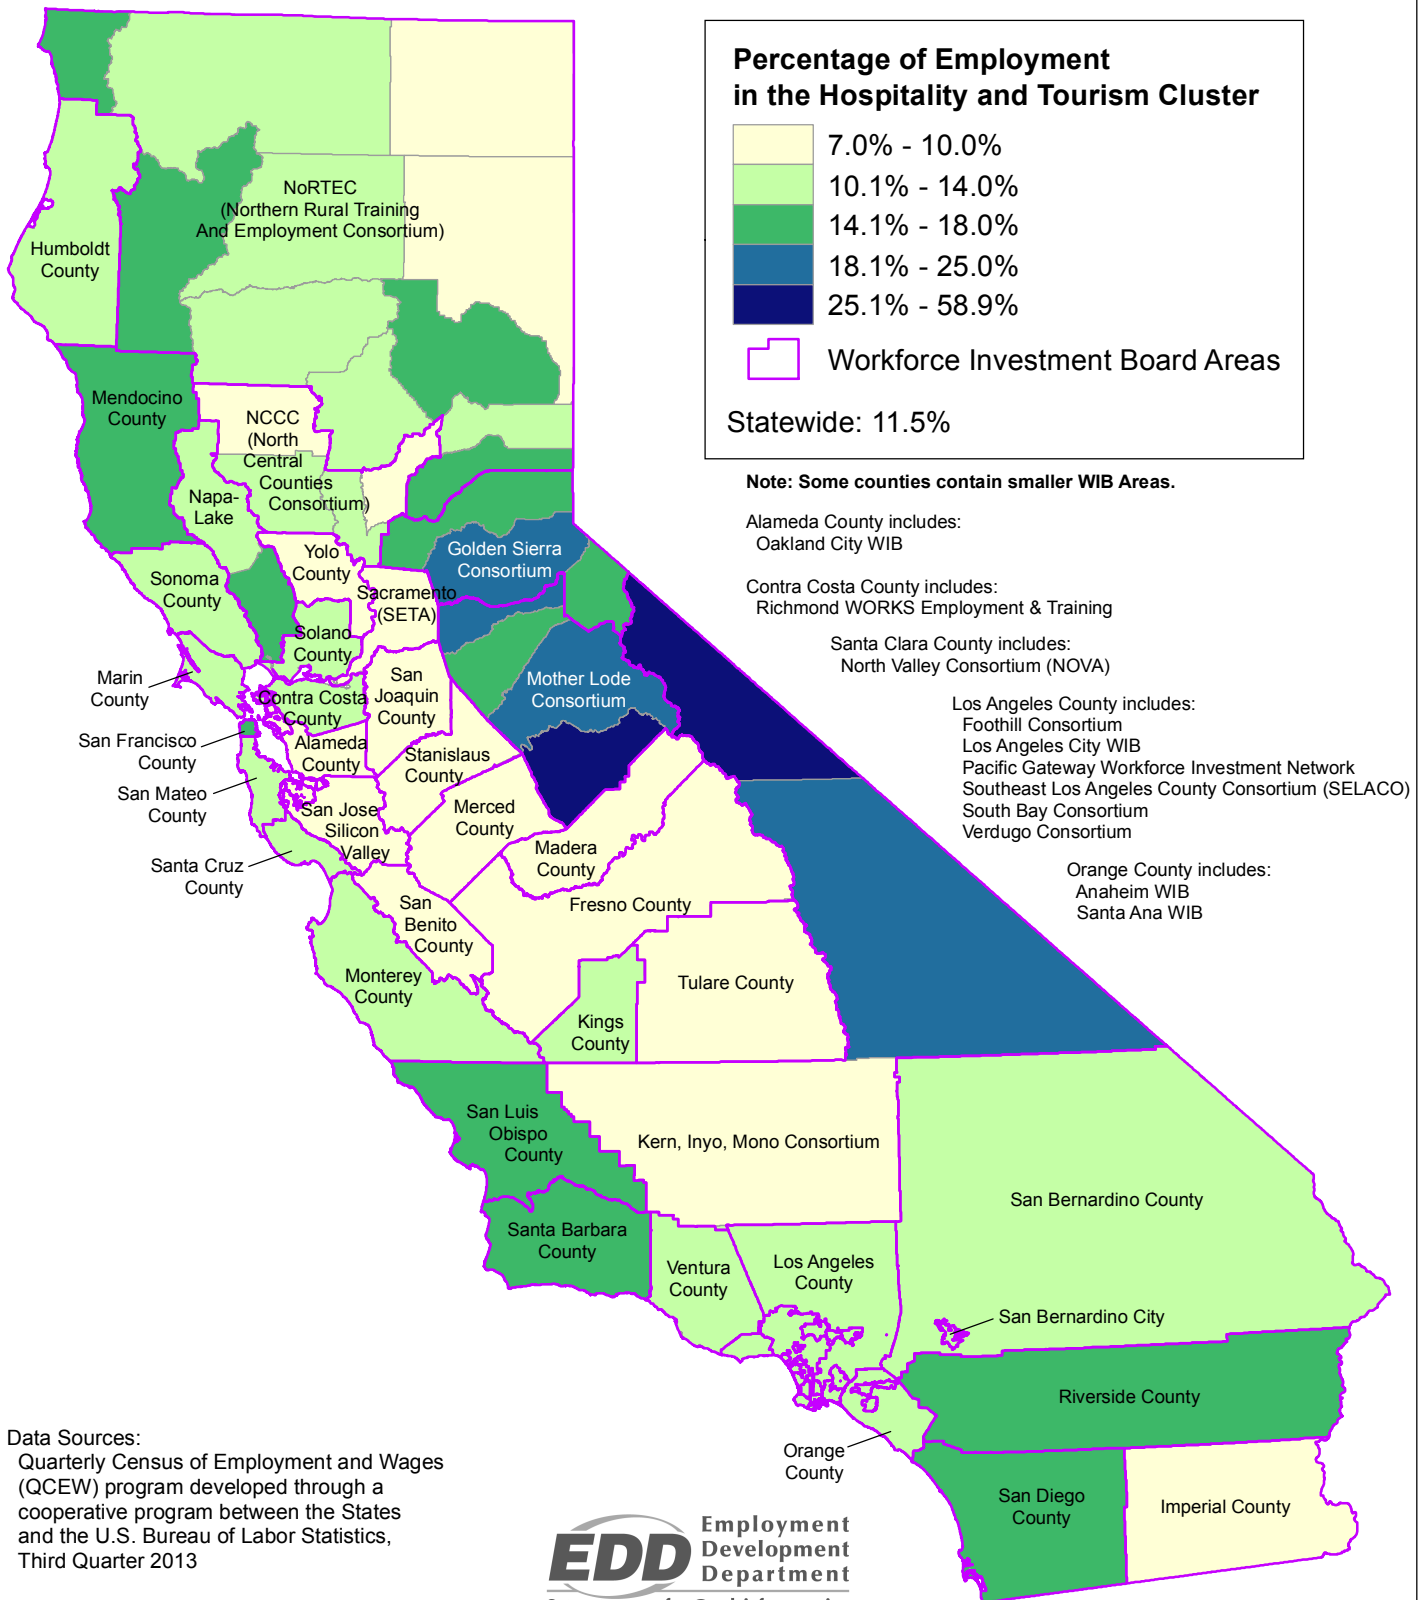 Percentage of Employment
in the Hospitality and Tourism Cluster
7.0% - 10.0%
10.1% - 14.0%
14.1% - 18.0%
18.1% - 25.0%
25.1% - 58.9%
Workforce Investment Board Areas
Statewide: 11.5%
Note: Some counties contain smaller WIB Areas.
Alameda County includes:
Oakland City WIB
Contra Costa County includes:
Richmond WORKS Employment & Training
Santa Clara County includes:
North Valley Consortium (NOVA)
Los Angeles County includes:
Foothill Consortium
Los Angeles City WIB
Pacific Gateway Workforce Investment Network
Southeast Los Angeles County Consortium (SELACO)
South Bay Consortium
Verdugo Consortium
Orange County includes:
Anaheim WIB
Santa Ana WIB
NoRTEC
(Northern Rural Training
And Employment Consortium)
Humboldt
County
Mendocino
County
NCCC
(North
Central
Counties
Consortium)
Napa-
Lake
Yolo
County
Golden Sierra
Consortium
Sonoma
County
Sacramento
(SETA)
Solano
County
Marin
County
Contra Costa
County
San
Joaquin
County
Mother Lode
Consortium
San Francisco
County
Alameda
County
Stanislaus
County
San Mateo
County
San Jose
Silicon
Valley
Merced
County
Santa Cruz
County
Madera
County
San
Benito
County
Fresno County
Monterey
County
Tulare County
Kings
County
San Luis
Obispo
County
Kern, Inyo, Mono Consortium
San Bernardino County
Santa Barbara
County
Ventura
County
Los Angeles
County
San Bernardino City
Riverside County
Orange
County
San Diego
County
Imperial County
Data Sources:
Quarterly Census of Employment and Wages
(QCEW) program developed through a
cooperative program between the States
and the U.S. Bureau of Labor Statistics,
Third Quarter 2013
EDD
Employment
Development
Department